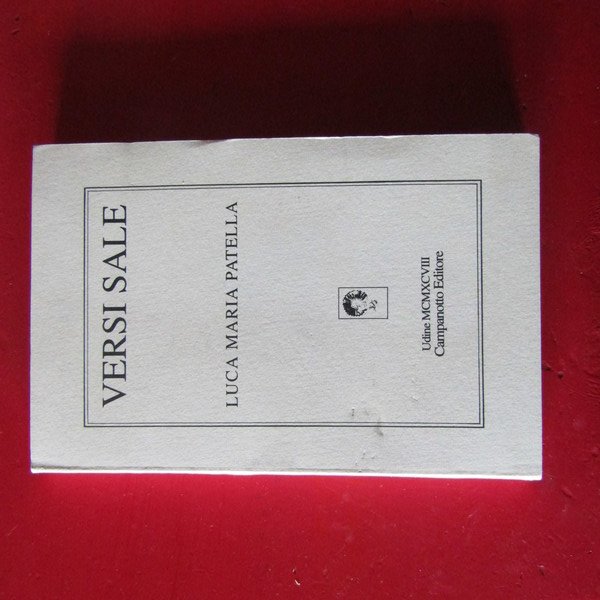 VERSI SALE
LUCA MARIA PATELLA
Udine MCMXCVIII
Campanotto Editore